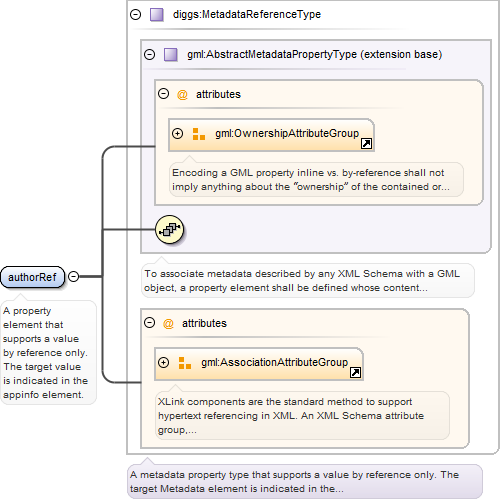 diggs:MetadataReferenceType
gml:AbstractMetadataPropertyType (extension base)
@ attributes
gml:OwnershipAttributeGroup
Encoding a GML property inline vs. by-reference shall not
imply anything about the "ownership" of the contained or...
To associate metadata described by any XML Schema with a GML
object, a property element shall be defined whose content...
authorRef
A property
element that
supports a value
by reference only.
The target value
is indicated in the
appinfo element.
@ attributes
gml:AssociationAttributeGroup
XLink components are the standard method to support
hypertext referencing in XML. An XML Schema attribute
group,...
A metadata property type that supports a value by reference only. The
target Metadata element is indicated in the...